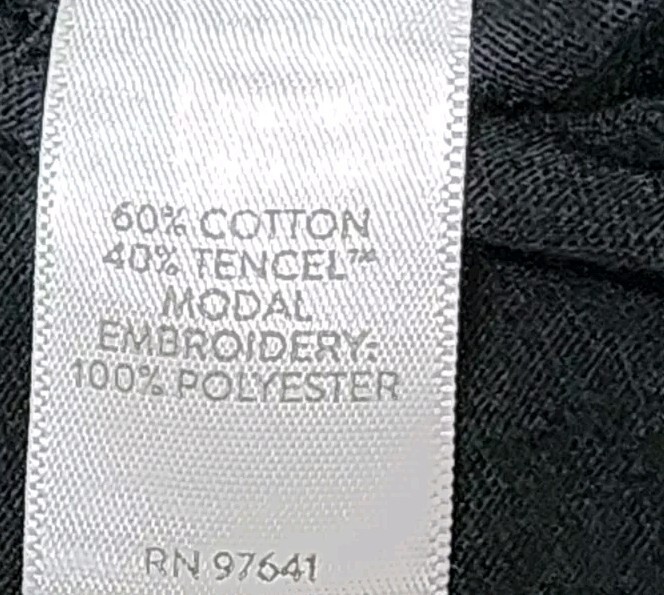 60% COTTON
40% TENCEL™
MODAL
EMBROIDERY:
100% POLYESTER
RN 97641